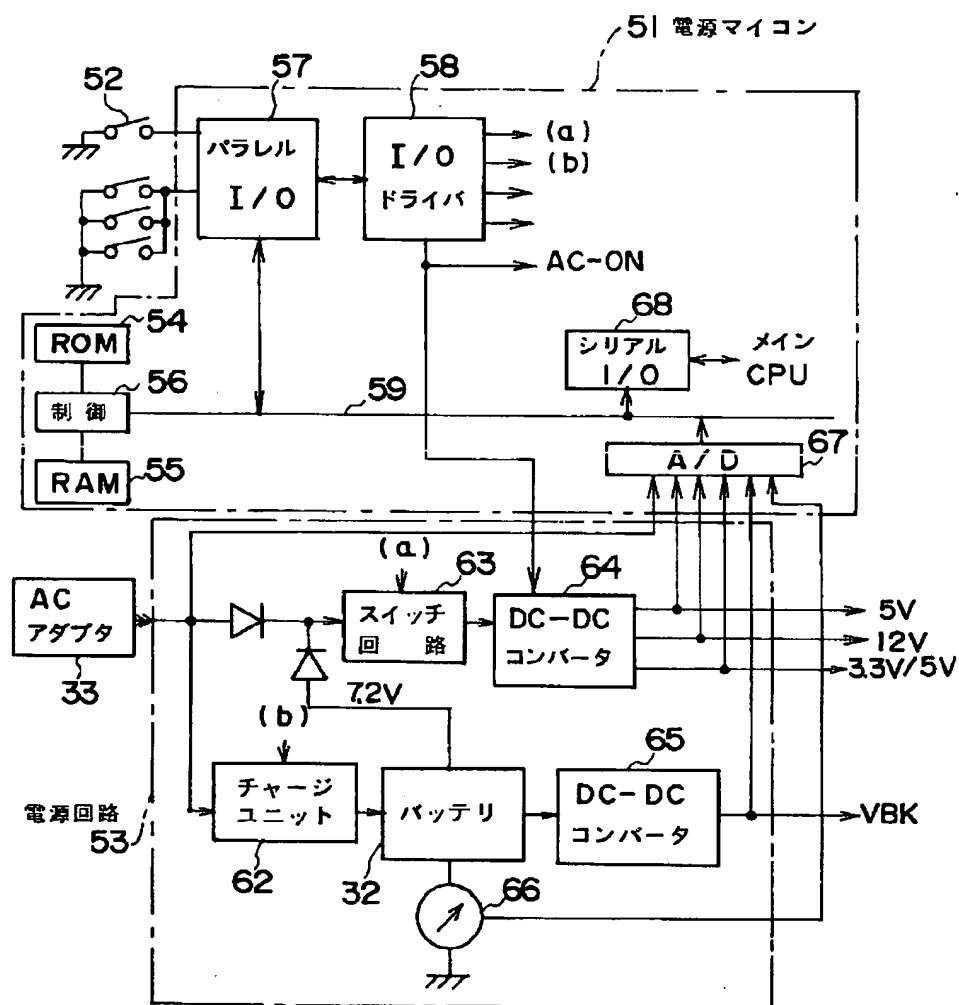 51 電源マイコン
52
57
58
パラレル
I/O
I/O
ドライバ
(a)
(b)
AC-ON
54
ROM
56
制御
55
RAM
59
68
シリアル
I/O
メイン
CPU
67
A/D
(a)
63
64
AC
アダプタ
33
スイッチ
回路
DC-DC
コンバータ
5V
12V
3.3V/5V
7.2V
(b)
65
電源回路
53
チャージ
ユニット
62
バッテリ
32
DC-DC
コンバータ
VBK
66